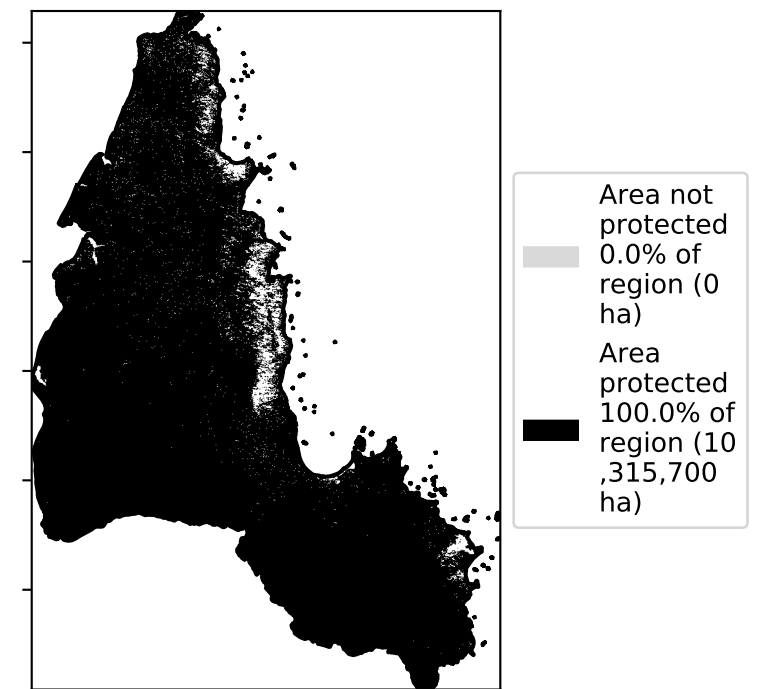 Area not
protected
0.0% of
region (0
ha)
Area
protected
100.0% of
region (10
,315,700
ha)